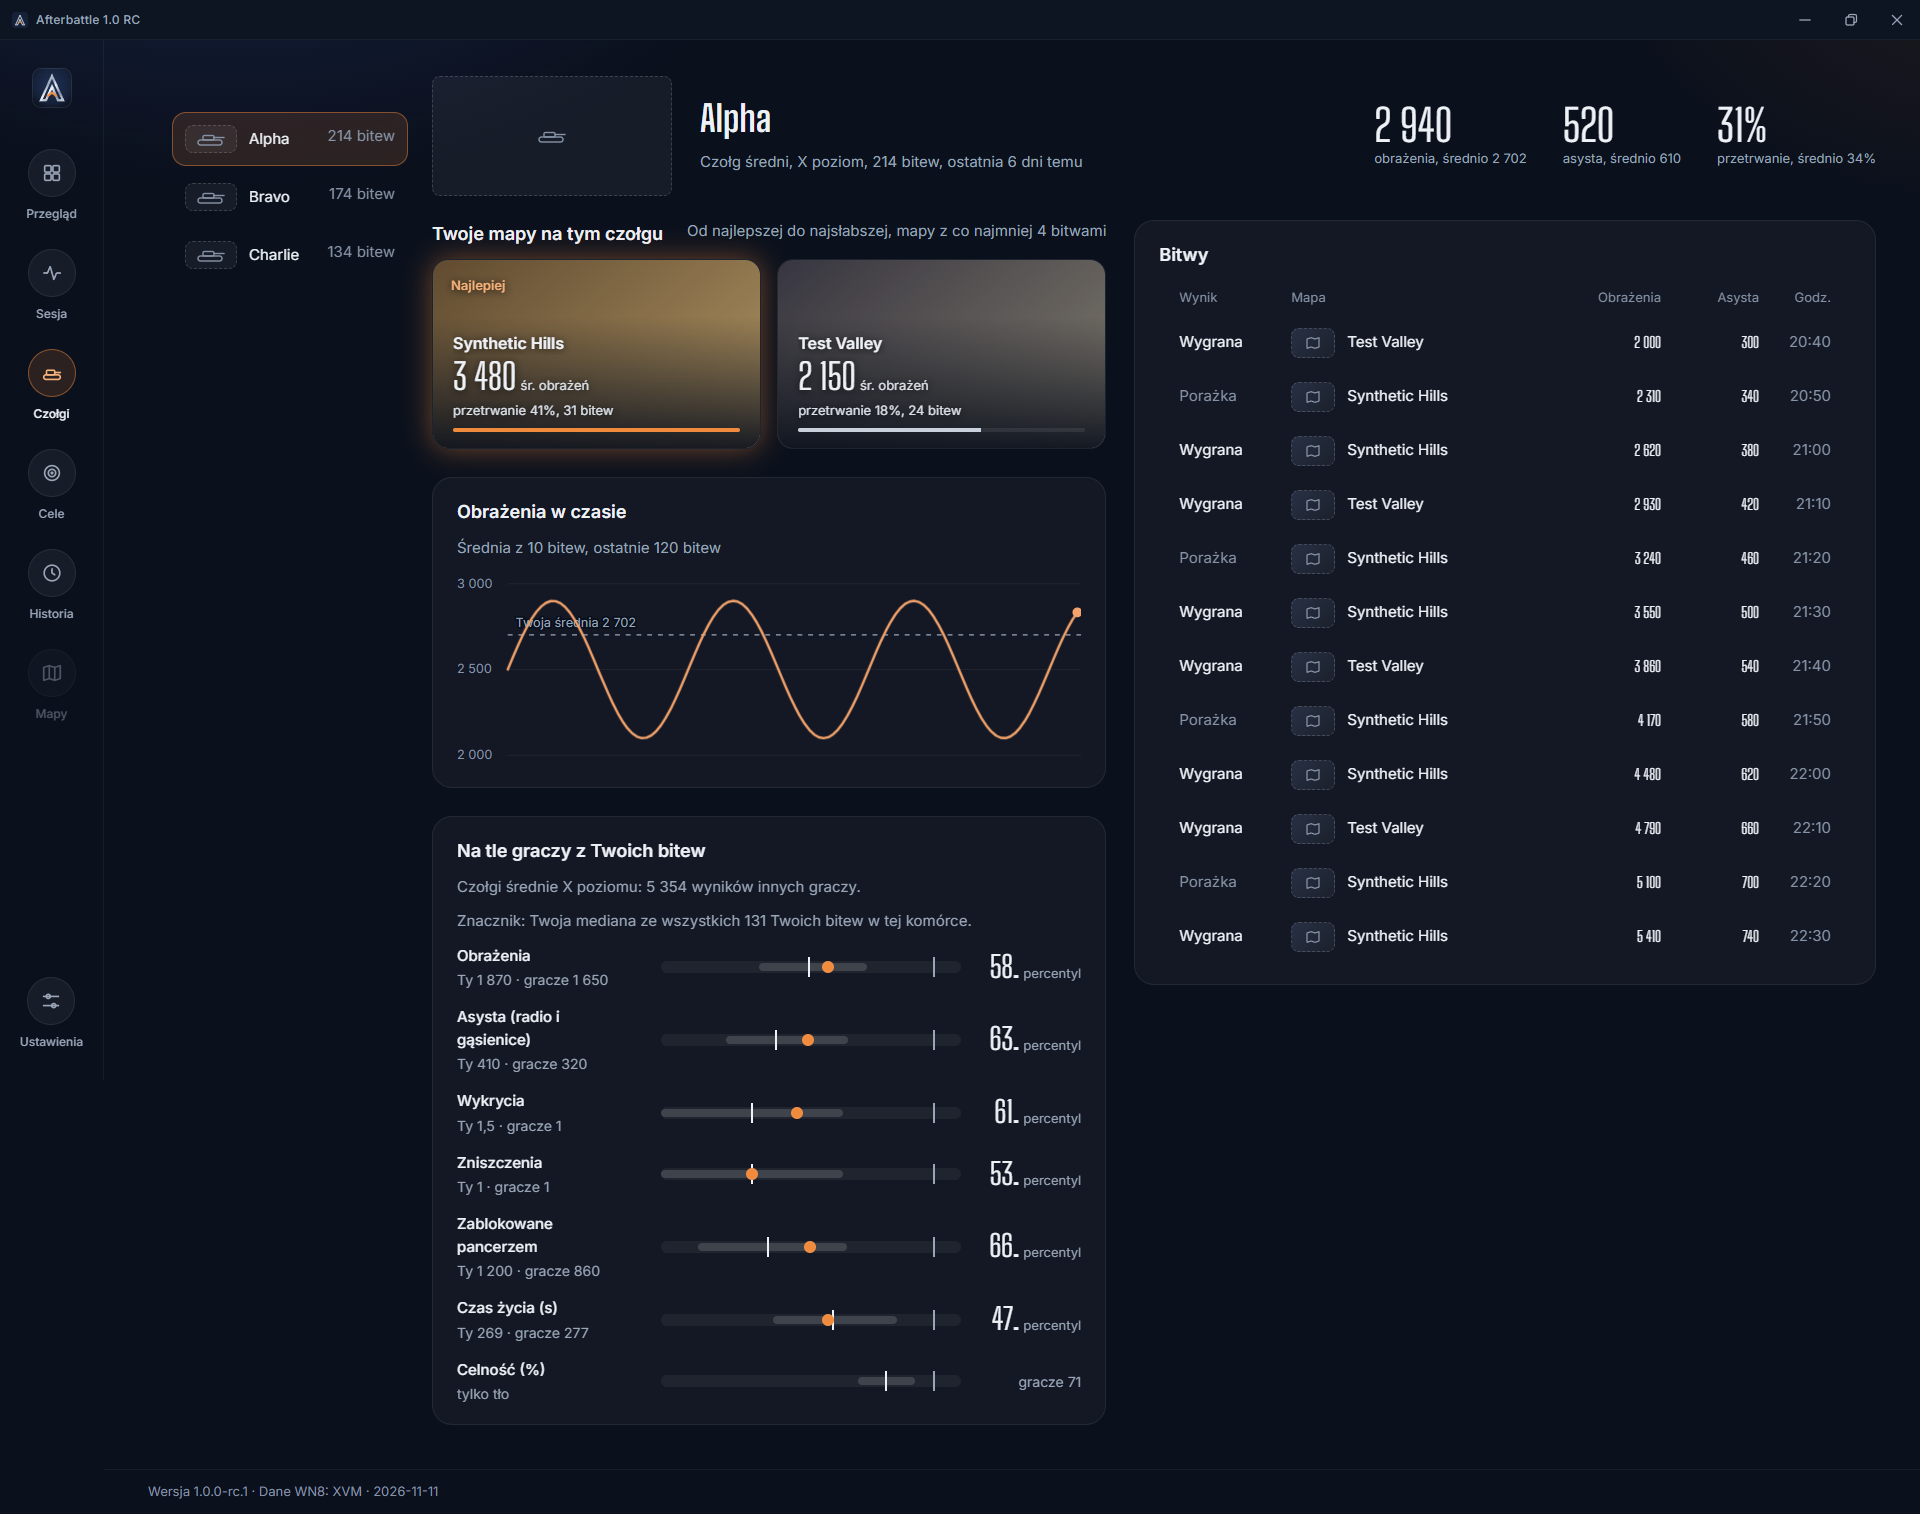 Afterbattle 1.0 RC
Przegląd
Sesja
Czołgi
Cele
Historia
Mapy
Ustawienia
Alpha 214 bitew
Bravo 174 bitew
Charlie 134 bitew
Alpha
Czołg średni, X poziom, 214 bitew, ostatnia 6 dni temu
2 940
obrażenia, średnio 2 702
520
asysta, średnio 610
31%
przetrwanie, średnio 34%
Twoje mapy na tym czołgu
Od najlepszej do najsłabszej, mapy z co najmniej 4 bitwami
Najlepiej
Synthetic Hills
3 480 śr. obrażeń
przetrwanie 41%, 31 bitew
Test Valley
2 150 śr. obrażeń
przetrwanie 18%, 24 bitew
Obrażenia w czasie
Średnia z 10 bitew, ostatnie 120 bitew
3 000
Twoja średnia 2 702
2 500
2 000
Na tle graczy z Twoich bitew
Czołgi średnie X poziomu: 5 354 wyników innych graczy.
Znacznik: Twoja mediana ze wszystkich 131 Twoich bitew w tej komórce.
Obrażenia
Ty 1 870 · gracze 1 650
58. percentyl
Asysta (radio i
gąsienice)
Ty 410 · gracze 320
63. percentyl
Wykrycia
Ty 1,5 · gracze 1
61. percentyl
Zniszczenia
Ty 1 · gracze 1
53. percentyl
Zablokowane
pancerzem
Ty 1 200 · gracze 860
66. percentyl
Czas życia (s)
Ty 269 · gracze 277
47. percentyl
Celność (%)
tylko tło
gracze 71
Bitwy
Wynik Mapa Obrażenia Asysta Godz.
Wygrana Test Valley 2 000 300 20:40
Porażka Synthetic Hills 2 310 340 20:50
Wygrana Synthetic Hills 2 620 380 21:00
Wygrana Test Valley 2 930 420 21:10
Porażka Synthetic Hills 3 240 460 21:20
Wygrana Synthetic Hills 3 550 500 21:30
Wygrana Test Valley 3 860 540 21:40
Porażka Synthetic Hills 4 170 580 21:50
Wygrana Synthetic Hills 4 480 620 22:00
Wygrana Test Valley 4 790 660 22:10
Porażka Synthetic Hills 5 100 700 22:20
Wygrana Synthetic Hills 5 410 740 22:30
Wersja 1.0.0-rc.1 · Dane WN8: XVM · 2026-11-11